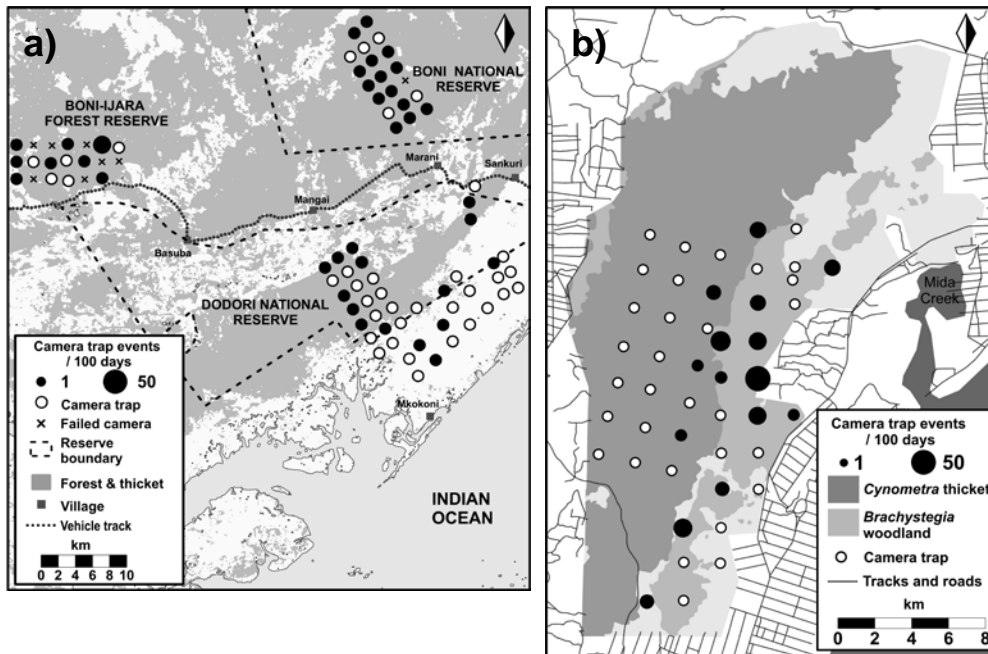 a)
BONI NATIONAL
RESERVE
BONI-IJARA
FOREST RESERVE
Marani
Sankuri
Mangai
Basuba
DODORI NATIONAL
RESERVE
Mkokoni
INDIAN
OCEAN
Camera trap events
/ 100 days
1 50
Camera trap
Failed camera
Reserve
boundary
Forest & thicket
Village
Vehicle track
km
0 2 4 6 8 10
b)
Mida
Creek
Camera trap events
/ 100 days
1 50
Cynometra thicket
Brachystegia
woodland
Camera trap
Tracks and roads
km
0 2 4 6 8